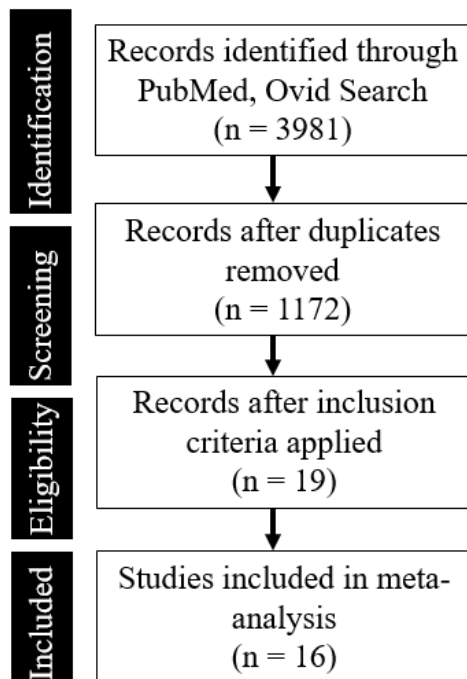 Identification
Records identified through
PubMed, Ovid Search
(n = 3981)
Screening
Records after duplicates
removed
(n = 1172)
Eligibility
Records after inclusion
criteria applied
(n = 19)
Included
Studies included in meta-
analysis
(n = 16)